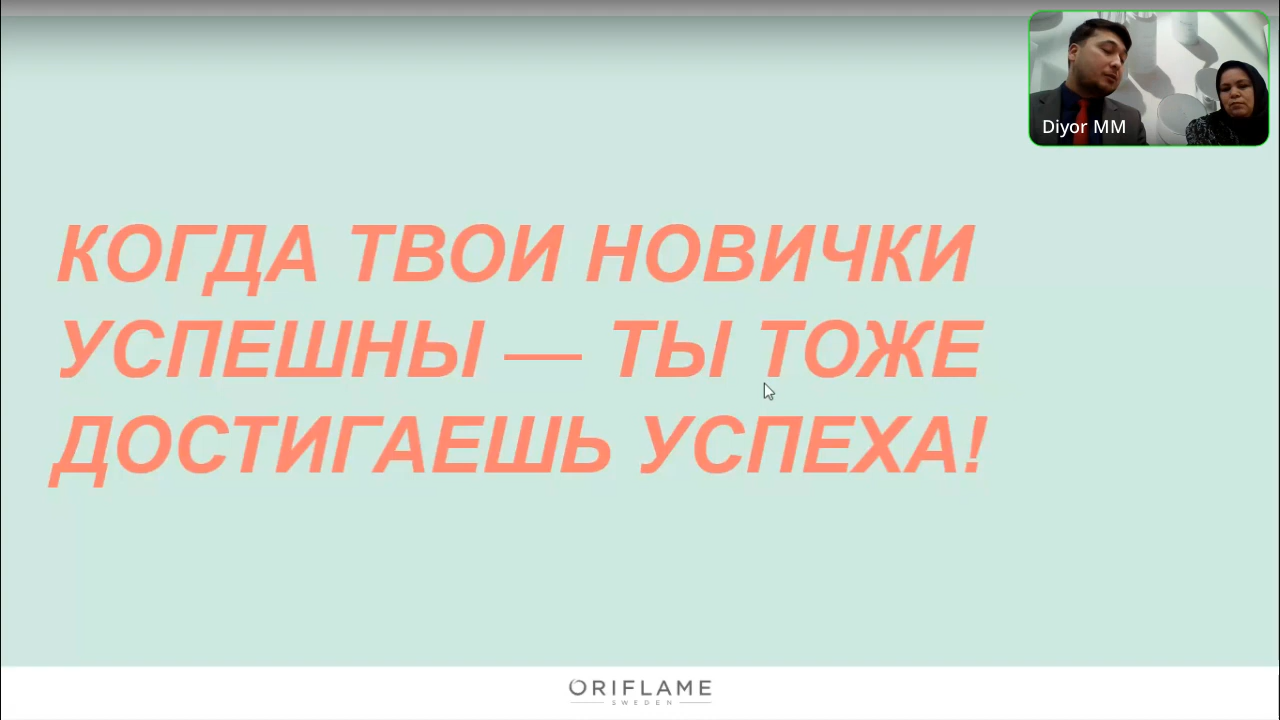 Diyor MM
КОГДА ТВОИ НОВИЧКИ
УСПЕШНЫ — ТЫ ТОЖЕ
ДОСТИГАЕШЬ УСПЕХА!
ORIFLAME
SWEDEN